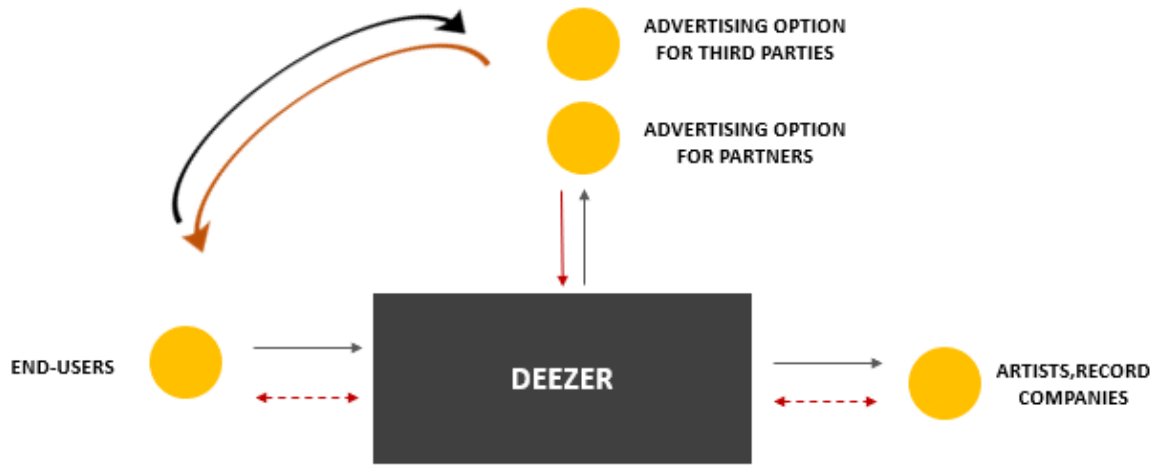 ADVERTISING OPTION
FOR THIRD PARTIES
ADVERTISING OPTION
FOR PARTNERS
END-USERS
DEEZER
ARTISTS,RECORD
COMPANIES